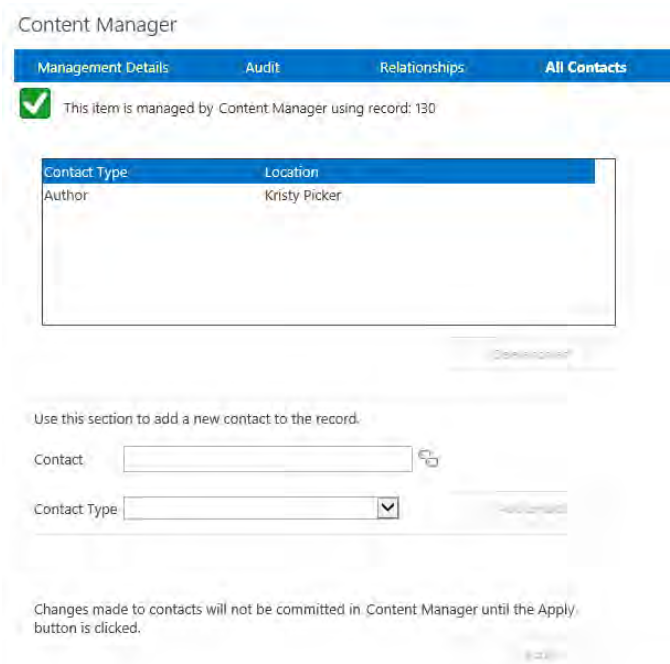 Content Manager
Management Details Audit Relationships All Contacts
This item is managed by Content Manager using record: 130
Contact Type Location
Author Kristy Picker
Use this section to add a new contact to the record.
Contact
Contact Type
Changes made to contacts will not be committed in Content Manager until the Apply
button is clicked.